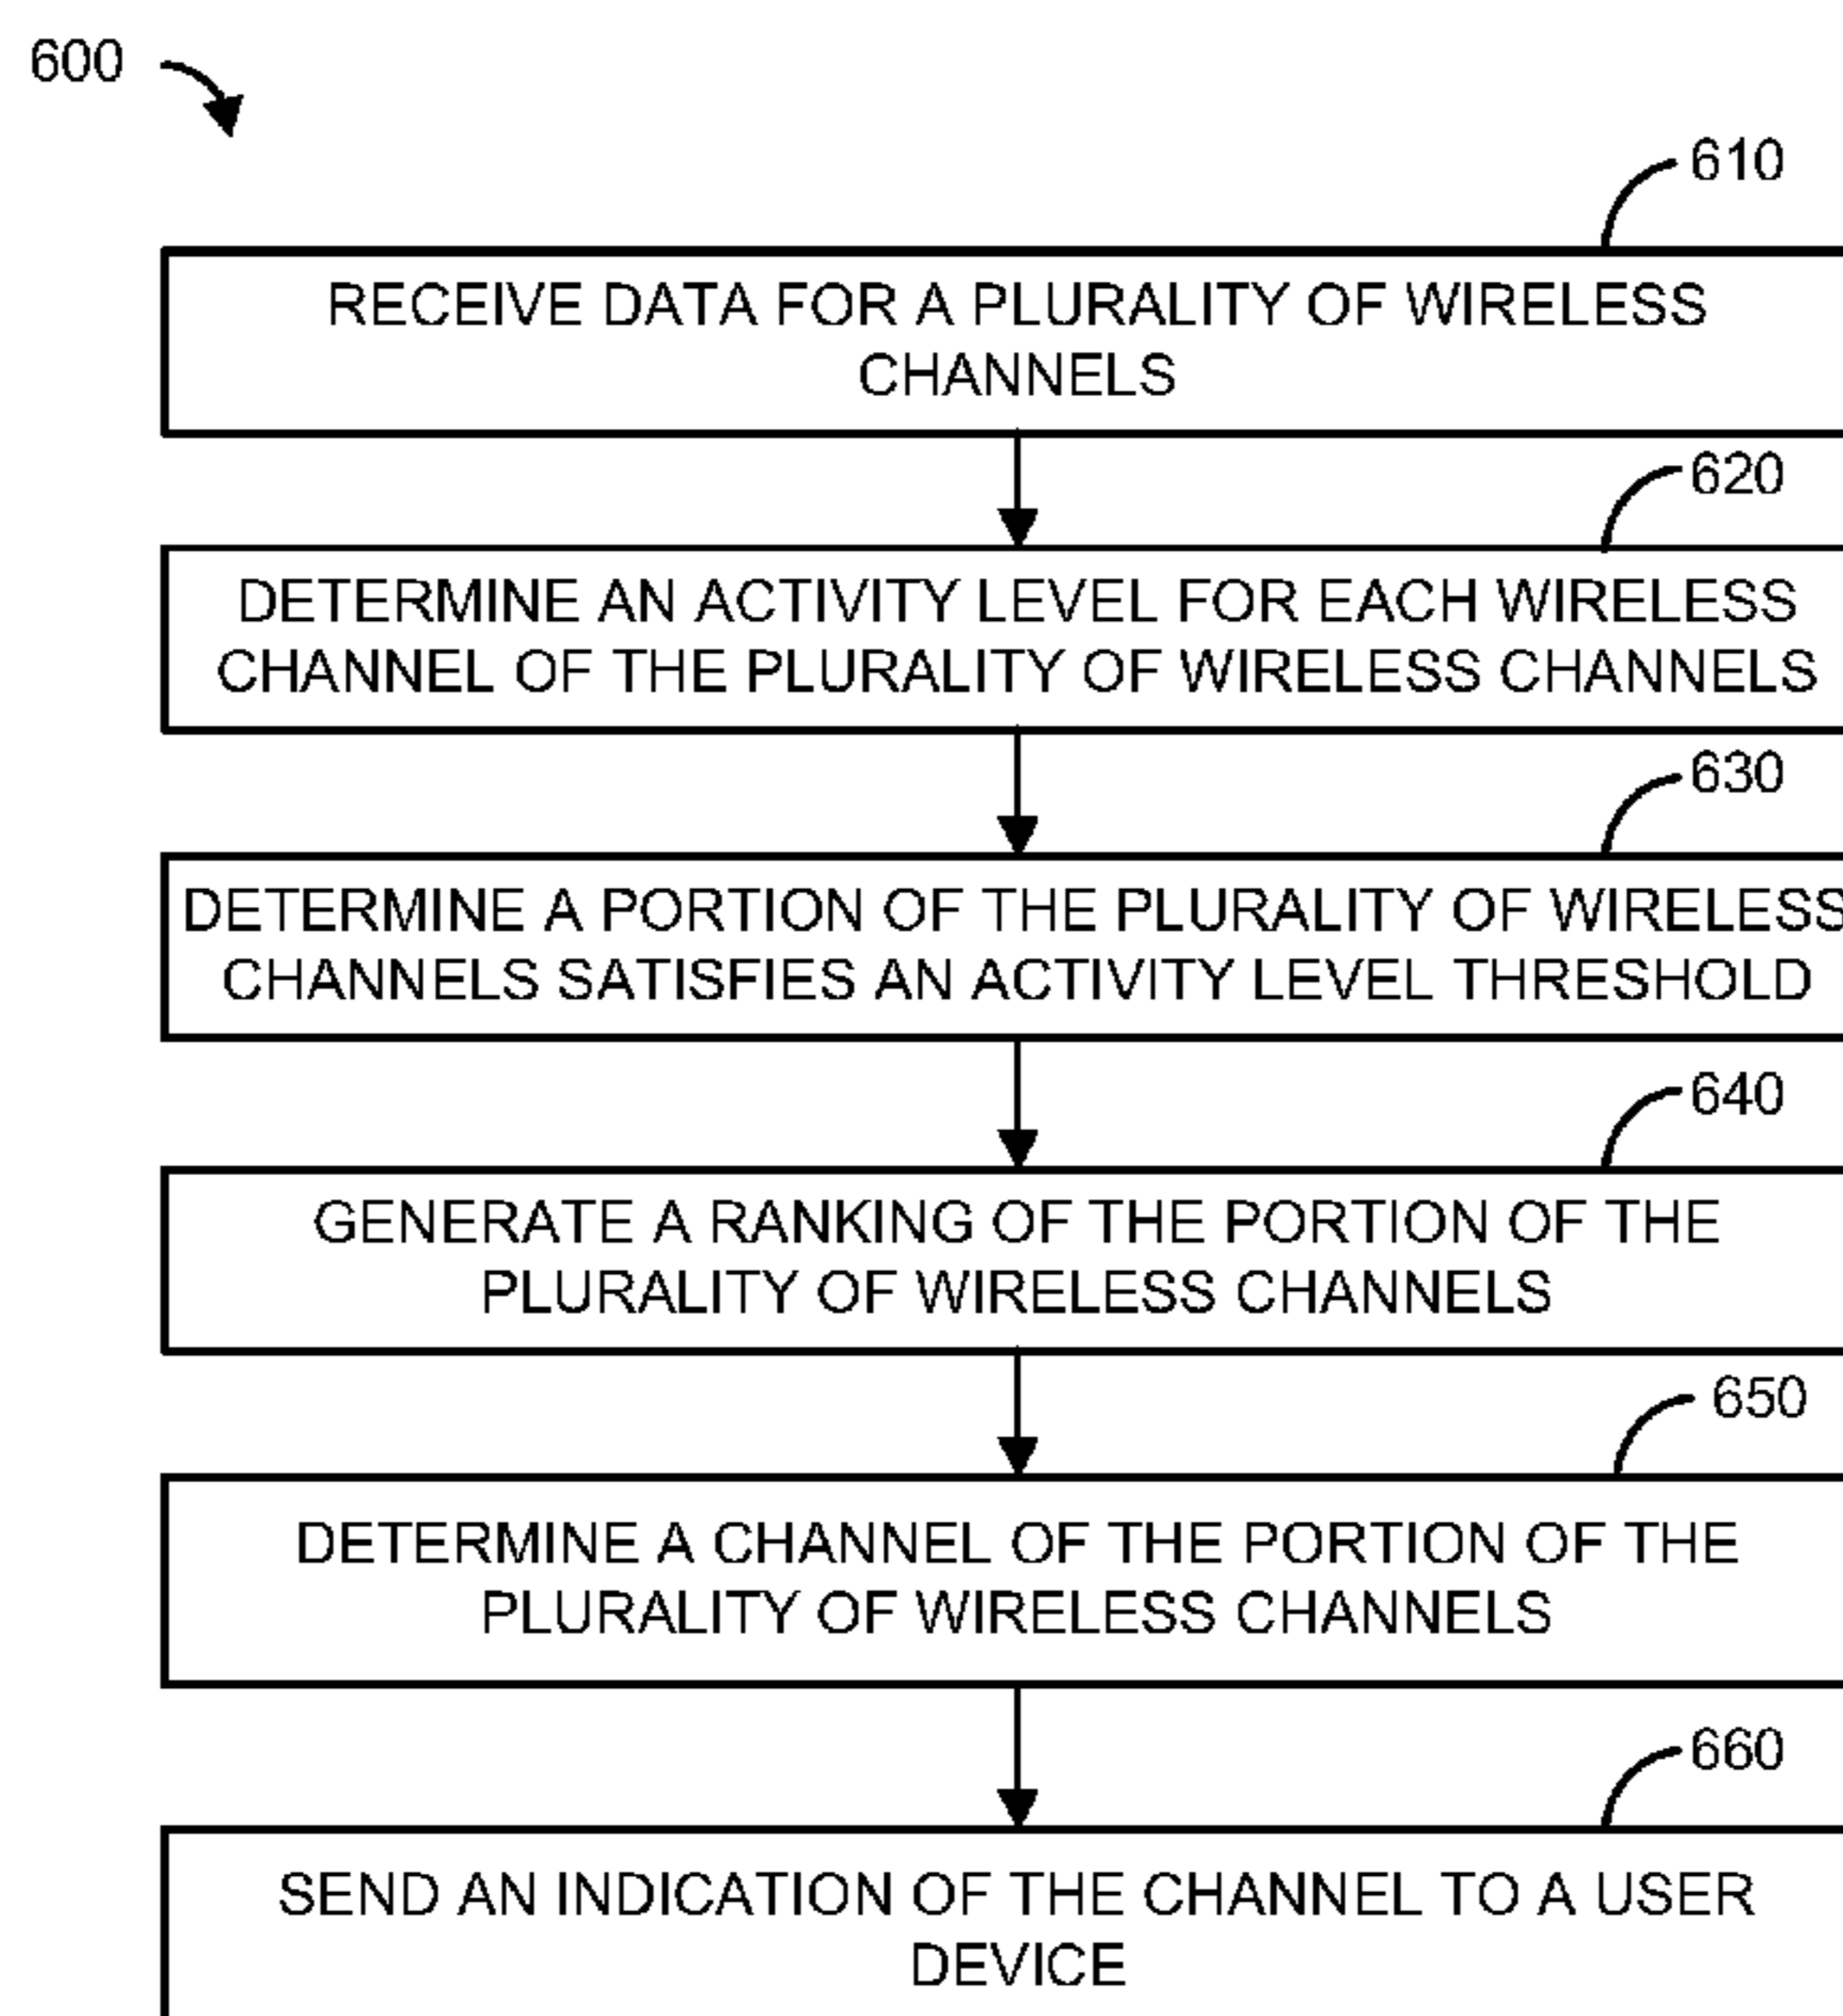 600
610
RECEIVE DATA FOR A PLURALITY OF WIRELESS
CHANNELS
620
DETERMINE AN ACTIVITY LEVEL FOR EACH WIRELESS
CHANNEL OF THE PLURALITY OF WIRELESS CHANNELS
630
DETERMINE A PORTION OF THE PLURALITY OF WIRELESS
CHANNELS SATISFIES AN ACTIVITY LEVEL THRESHOLD
640
GENERATE A RANKING OF THE PORTION OF THE
PLURALITY OF WIRELESS CHANNELS
650
DETERMINE A CHANNEL OF THE PORTION OF THE
PLURALITY OF WIRELESS CHANNELS
660
SEND AN INDICATION OF THE CHANNEL TO A USER
DEVICE